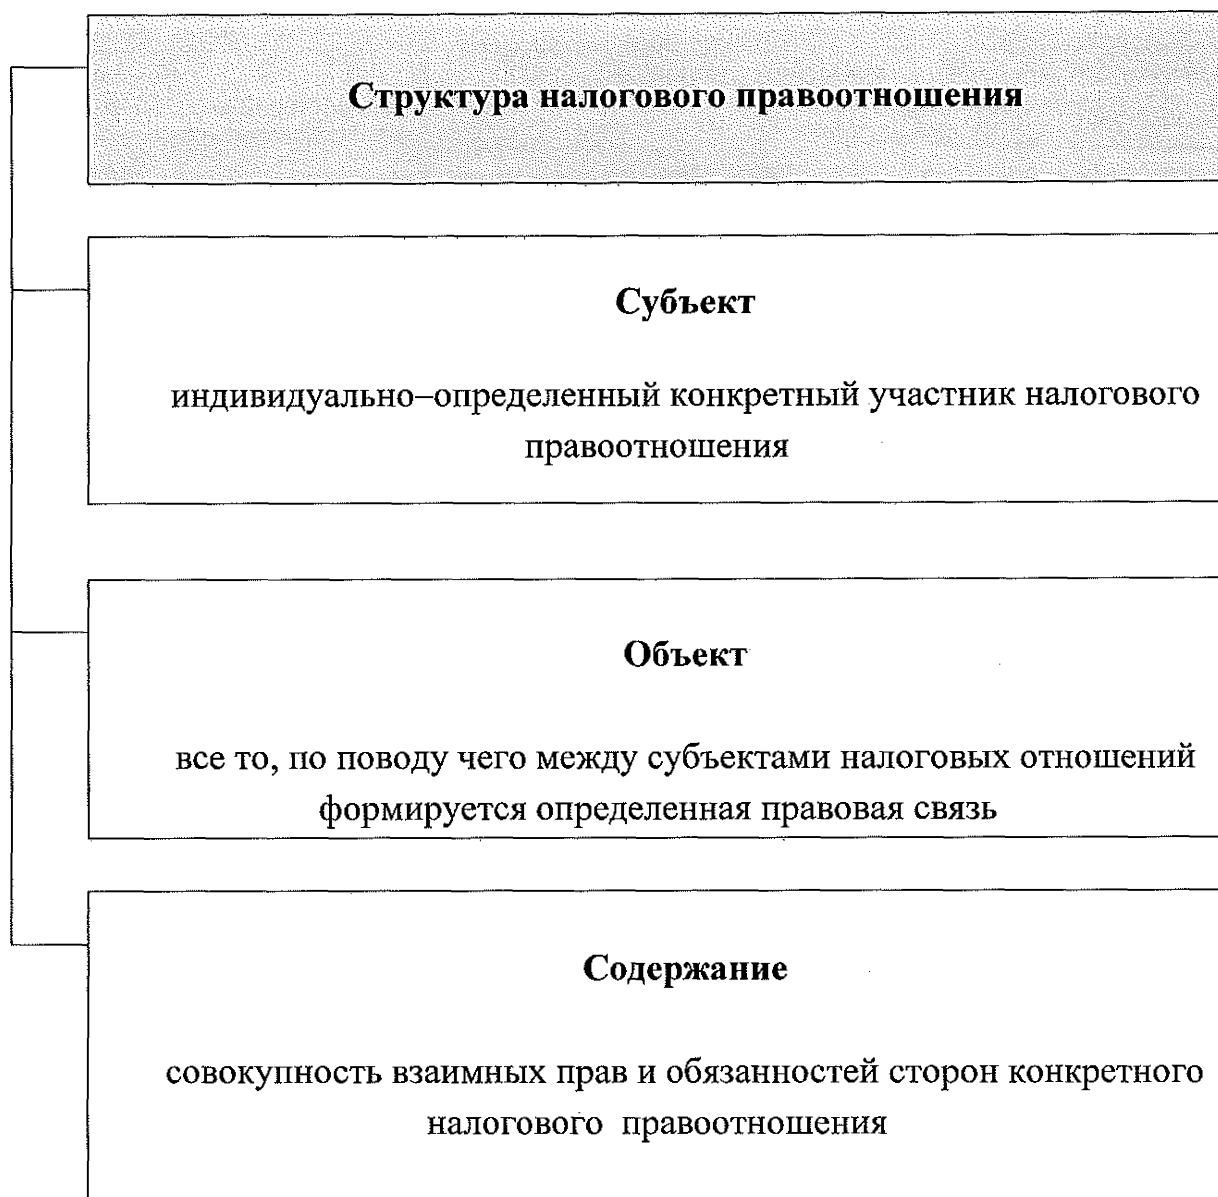 Структура налогового правоотношения
Субъект
индивидуально–определенный конкретный участник налогового
правоотношения
Объект
все то, по поводу чего между субъектами налоговых отношений
формируется определенная правовая связь
Содержание
совокупность взаимных прав и обязанностей сторон конкретного
налогового правоотношения